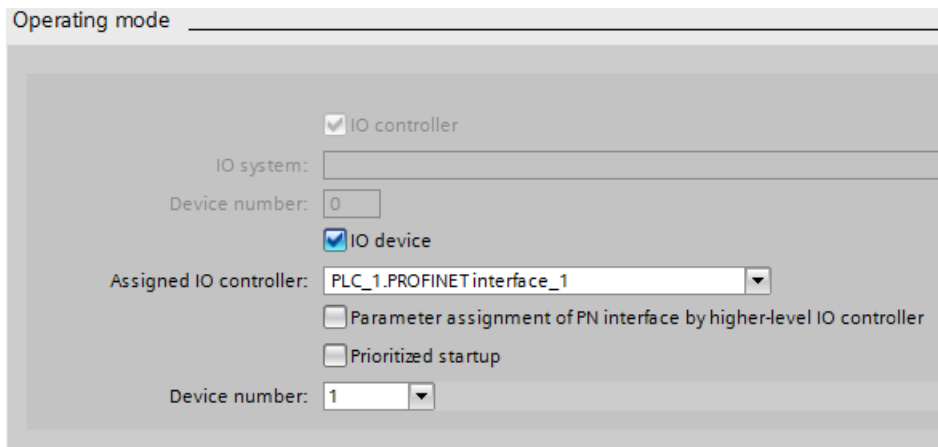 Operating mode
IO controller
IO system:
Device number: 0
IO device
Assigned IO controller: PLC_1.PROFINET interface_1
Parameter assignment of PN interface by higher-level IO controller
Prioritized startup
Device number: 1